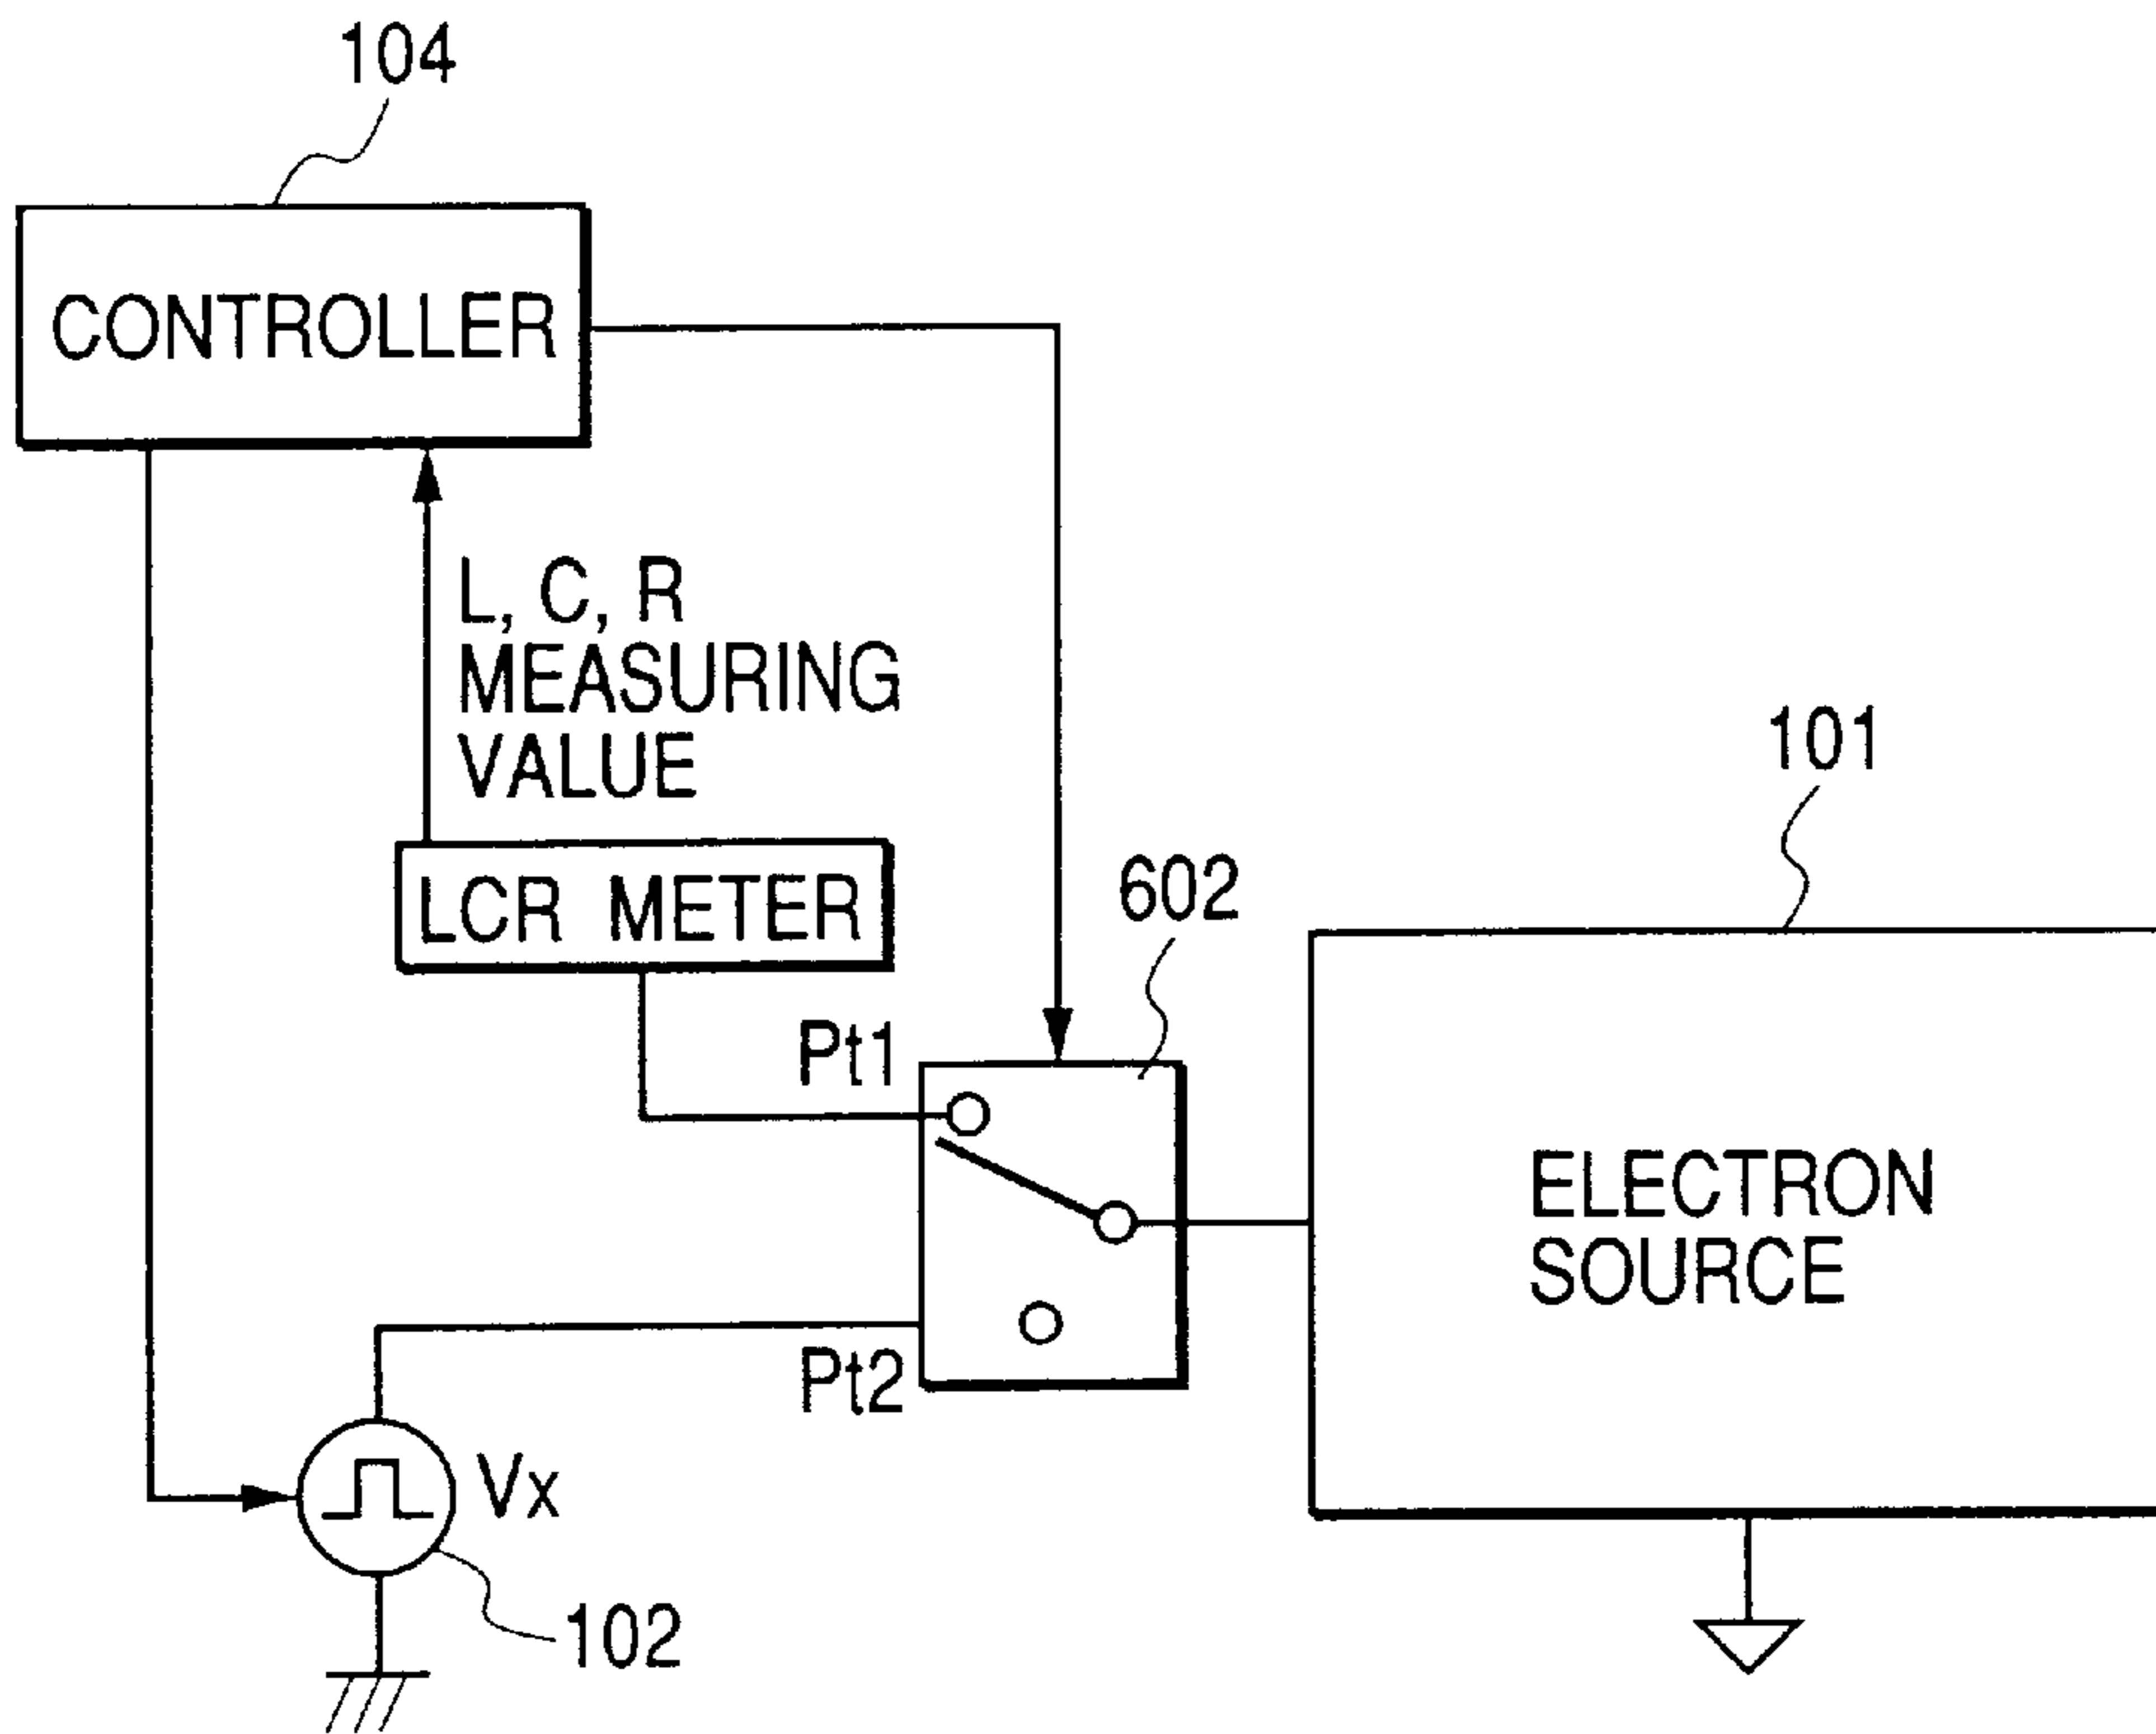 104
CONTROLLER
L, C, R
MEASURING
VALUE
101
LCR METER
602
Pt1
ELECTRON
SOURCE
Pt2
Vx
102